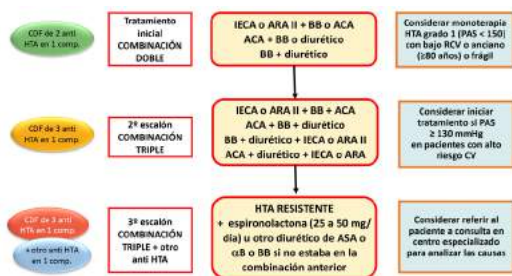 CDF de 2 anti
HTA en 1 comp.
Tratamiento
inicial
COMBINACIÓN
DOBLE
IECA o ARA II + BB o ACA
ACA + BB o diurético
BB + diurético
Considerar monoterapia
HTA grado 1 (PAS < 150)
con bajo RCV o anciano
(≥80 años) o frágil
CDF de 3 anti
HTA en 1 comp.
2º escalón
COMBINACIÓN
TRIPLE
IECA o ARA II + BB + ACA
ACA + BB + diurético
BB + diurético + IECA o ARA II
ACA + diurético + IECA o ARA
Considerar iniciar
tratamiento si PAS
≥ 130 mmHg
en pacientes con alto
riesgo CV
CDF de 3 anti
HTA en 1 comp.
+ otro anti HTA
en 1 comp.
3º escalón
COMBINACIÓN
TRIPLE + otro
anti HTA
HTA RESISTENTE
+ espironolactona (25 a 50 mg/
día) u otro diurético de ASA o
αB o BB si no estaba en la
combinación anterior
Considerar referir al
paciente a consulta en
centro especializado
para analizar las causas